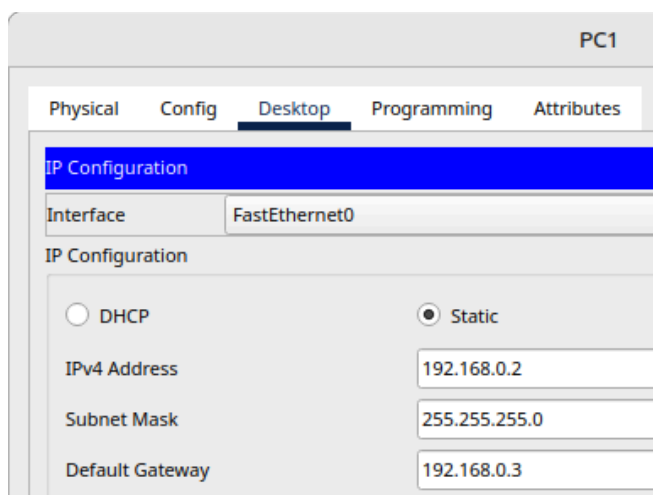 PC1
Physical Config Desktop Programming Attributes
IP Configuration
Interface FastEthernet0
IP Configuration
DHCP Static
IPv4 Address 192.168.0.2
Subnet Mask 255.255.255.0
Default Gateway 192.168.0.3